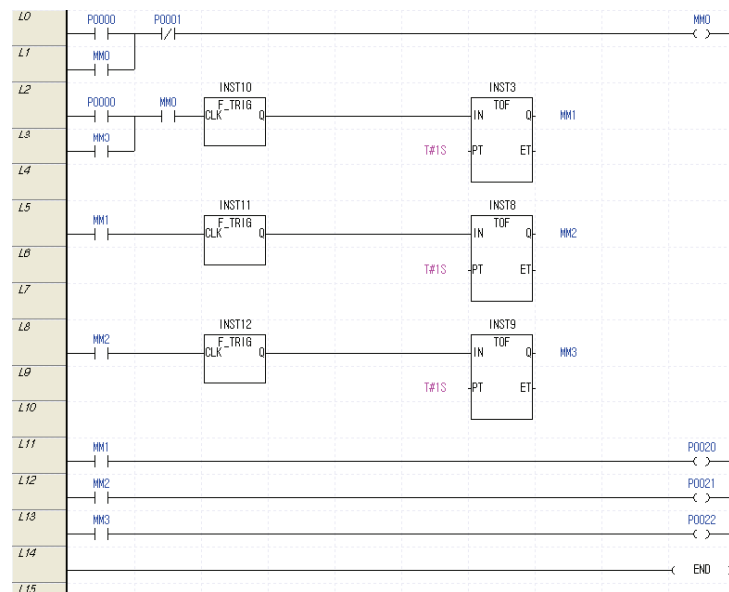 L0 P0000 P0001 MM0
L1 MM0
L2 INST10 INST3
P0000 MM0 F_TRIG TOF
CLK Q IN Q MM1
L3 MM3
T#1S PT ET
L4
L5 INST11 INST8
MM1 F_TRIG TOF
CLK Q IN Q MM2
L6
T#1S PT ET
L7
L8 INST12 INST9
MM2 F_TRIG TOF
CLK Q IN Q MM3
L9
T#1S PT ET
L10
L11 MM1 P0020
L12 MM2 P0021
L13 MM3 P0022
L14
END
L15